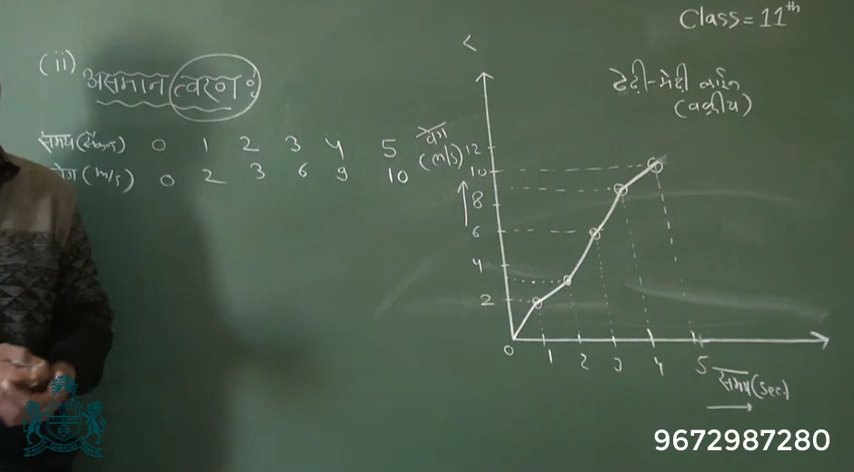 Class = 11th
(ii) असमान त्वरण :
समय (सेकण्ड) 0 1 2 3 4 5
वेग (m/s) 0 2 3 6 9 10
टेढ़ी-मेढ़ी लाईन
(वक्रीय)
वेग
(m/s)
12
10
8
6
4
2
0 1 2 3 4 5
समय (Sec.)
9672987280